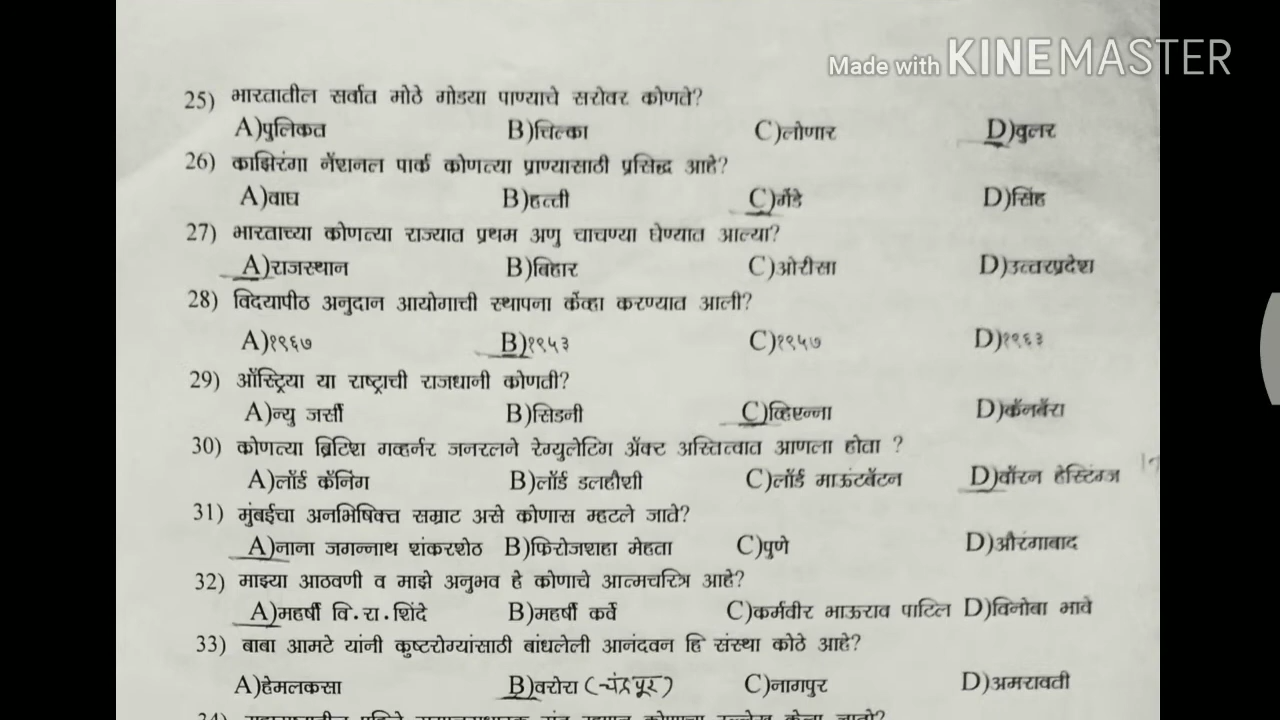 Made with KINEMASTER
25) भारतातील सर्वात मोठे गोडया पाण्याचे सरोवर कोणते?
A)पुलिकत B)चिल्का C)लोणार D)वुलर
26) काझिरंगा नॅशनल पार्क कोणत्या प्राण्यासाठी प्रसिद्ध आहे?
A)वाघ B)हत्ती C)गेंडे D)सिंह
27) भारताच्या कोणत्या राज्यात प्रथम अणु चाचण्या घेण्यात आल्या?
A)राजस्थान B)बिहार C)ओरीसा D)उत्तरप्रदेश
28) विदयापीठ अनुदान आयोगाची स्थापना केंव्हा करण्यात आली?
A)१९६७ B)१९५३ C)१९५७ D)१९६३
29) ऑस्ट्रिया या राष्ट्राची राजधानी कोणती?
A)न्यु जर्सी B)सिडनी C)व्हिएन्ना D)कॅनबॅरा
30) कोणत्या ब्रिटिश गव्हर्नर जनरलने रेग्युलेटिंग ॲक्ट अस्तित्वात आणला होता ?
A)लॉर्ड कॅनिंग B)लॉर्ड डलहौशी C)लॉर्ड माऊंटबॅटन D)वॉरन हेस्टिंग्ज
31) मुंबईचा अनभिषिक्त सम्राट असे कोणास म्हटले जाते?
A)नाना जगन्नाथ शंकरशेठ B)फिरोजशहा मेहता C)पुणे D)औरंगाबाद
32) माझ्या आठवणी व माझे अनुभव हे कोणाचे आत्मचरित्र आहे?
A)महर्षी वि.रा.शिंदे B)महर्षी कर्वे C)कर्मवीर भाऊराव पाटिल D)विनोबा भावे
33) बाबा आमटे यांनी कुष्टरोग्यांसाठी बांधलेली आनंदवन हि संस्था कोठे आहे?
A)हेमलकसा B)वरोरा (चंद्रपूर) C)नागपुर D)अमरावती